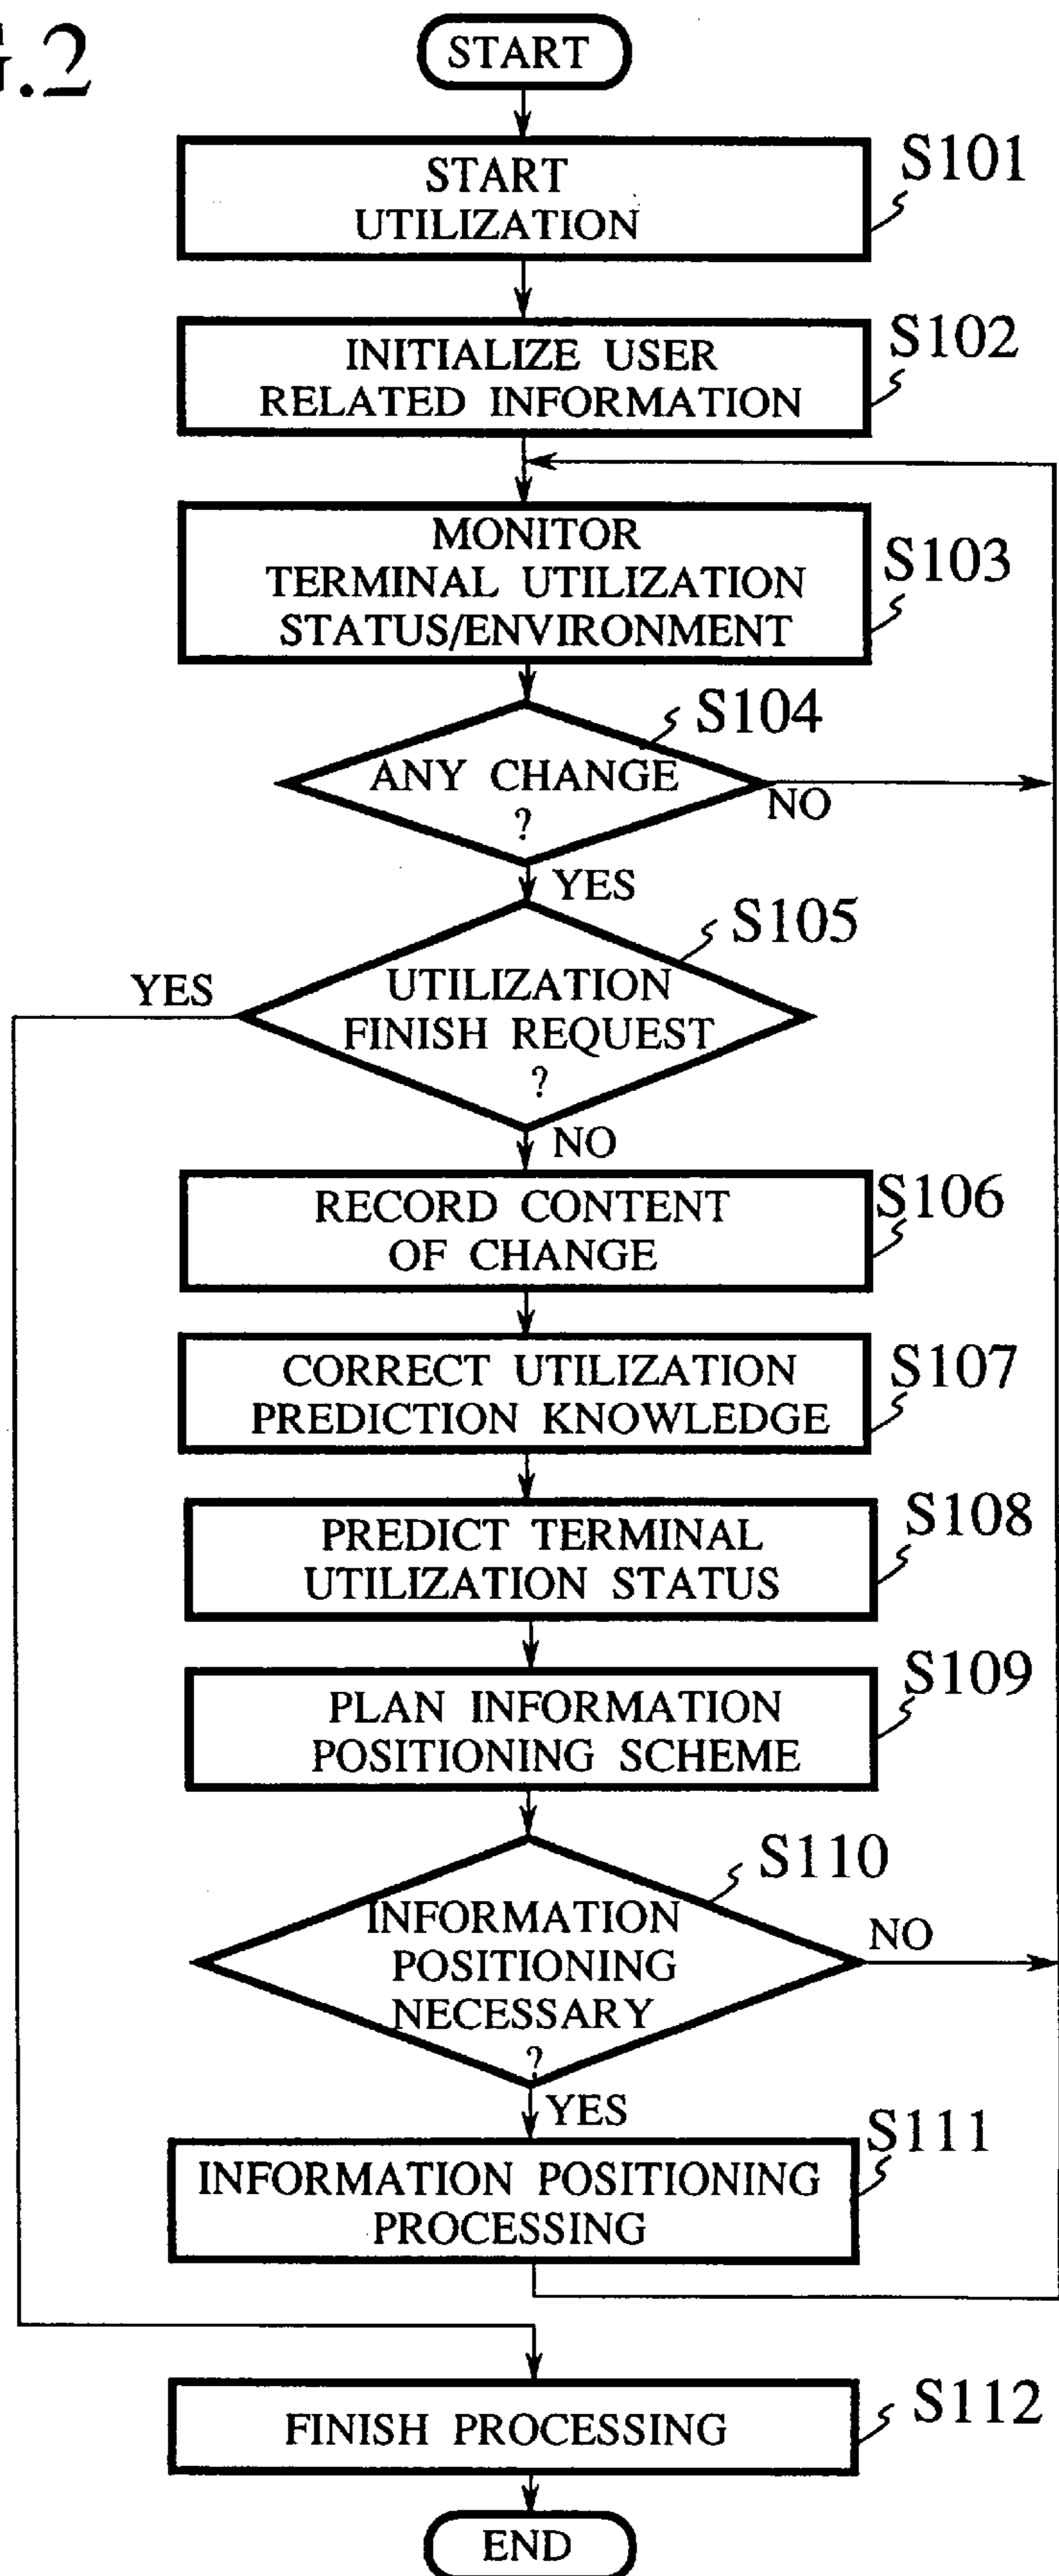 G.2
START
START
UTILIZATION
S101
INITIALIZE USER
RELATED INFORMATION
S102
MONITOR
TERMINAL UTILIZATION
STATUS/ENVIRONMENT
S103
S104
ANY CHANGE
?
NO
YES
S105
YES
UTILIZATION
FINISH REQUEST
?
NO
RECORD CONTENT
OF CHANGE
S106
CORRECT UTILIZATION
PREDICTION KNOWLEDGE
S107
PREDICT TERMINAL
UTILIZATION STATUS
S108
PLAN INFORMATION
POSITIONING SCHEME
S109
S110
INFORMATION
POSITIONING
NECESSARY
?
NO
YES
INFORMATION POSITIONING
PROCESSING
S111
FINISH PROCESSING
S112
END